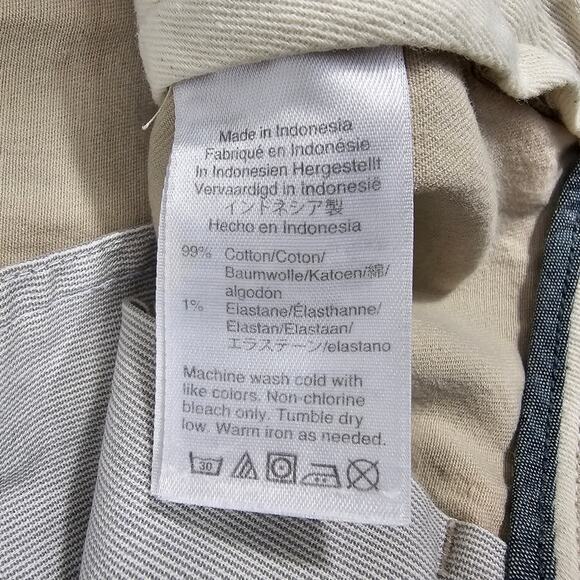 Made in Indonesia
Fabriqué en Indonésie
In Indonesien Hergestellt
Vervaardigd in Indonesië
インドネシア製
Hecho en Indonesia
99% Cotton/Coton/
Baumwolle/Katoen/綿/
algodón
1% Elastane/Élasthanne/
Elastan/Elastaan/
エラステーン/elastano
Machine wash cold with
like colors. Non-chlorine
bleach only. Tumble dry
low. Warm iron as needed.
30